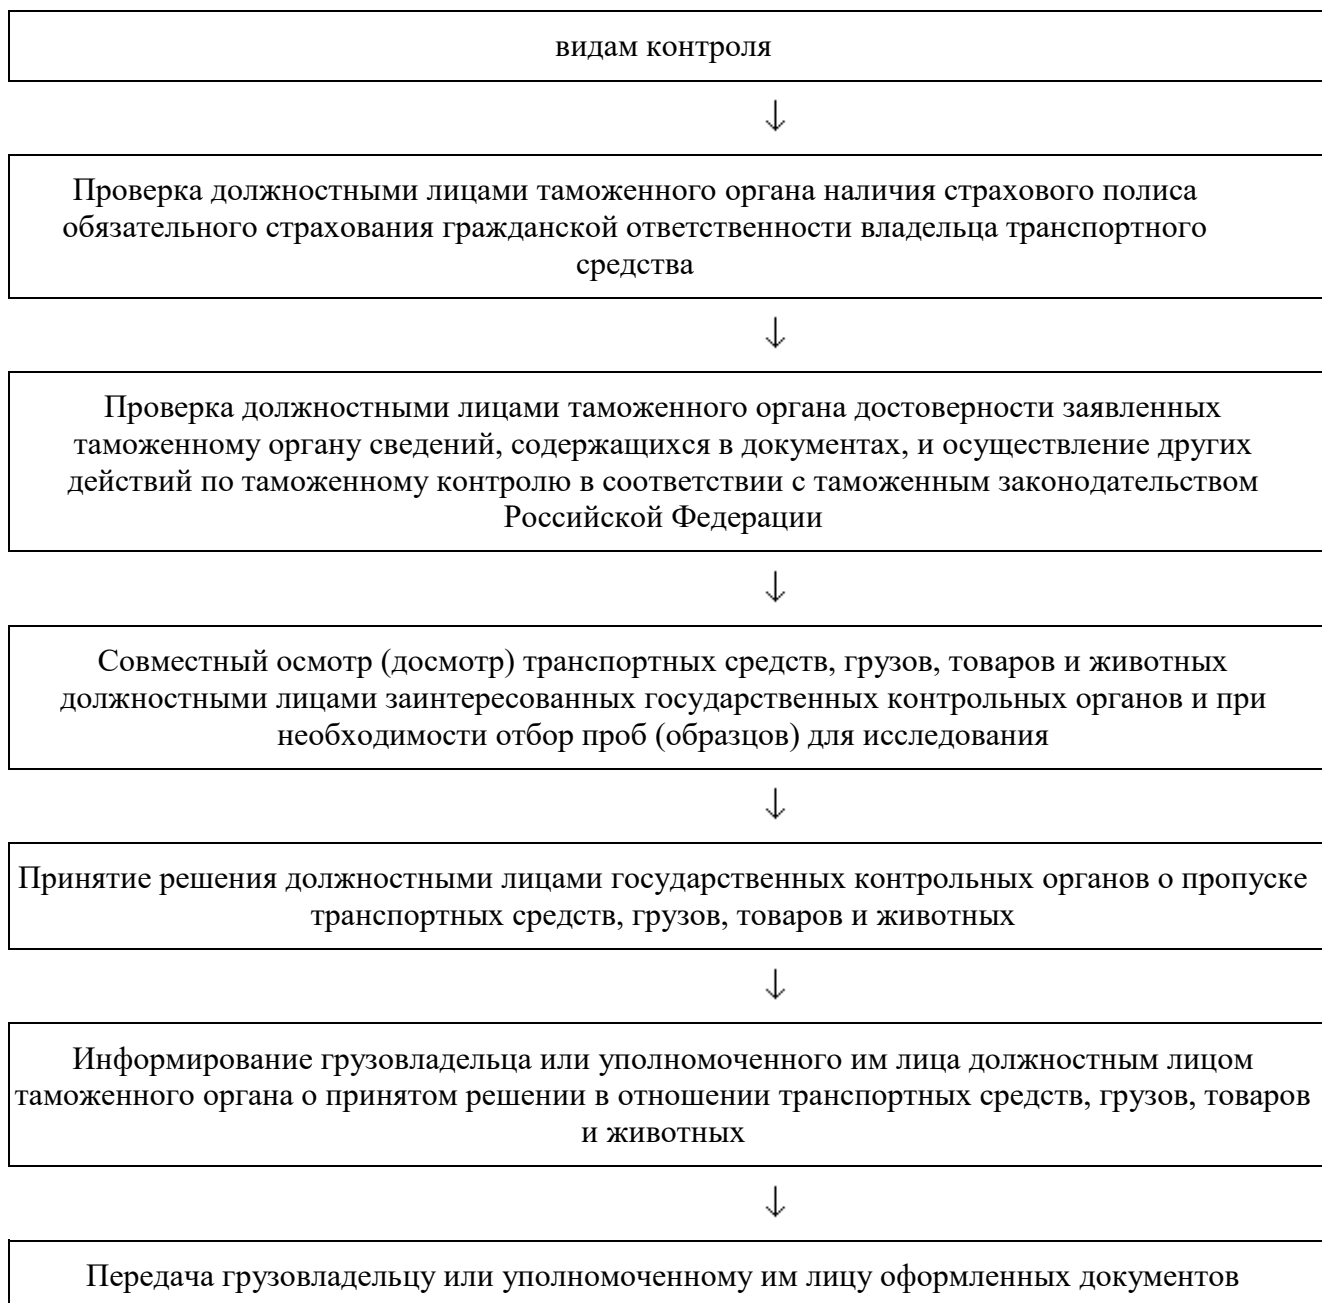 видам контроля
↓
Проверка должностными лицами таможенного органа наличия страхового полиса
обязательного страхования гражданской ответственности владельца транспортного
средства
↓
Проверка должностными лицами таможенного органа достоверности заявленных
таможенному органу сведений, содержащихся в документах, и осуществление других
действий по таможенному контролю в соответствии с таможенным законодательством
Российской Федерации
↓
Совместный осмотр (досмотр) транспортных средств, грузов, товаров и животных
должностными лицами заинтересованных государственных контрольных органов и при
необходимости отбор проб (образцов) для исследования
↓
Принятие решения должностными лицами государственных контрольных органов о пропуске
транспортных средств, грузов, товаров и животных
↓
Информирование грузовладельца или уполномоченного им лица должностным лицом
таможенного органа о принятом решении в отношении транспортных средств, грузов, товаров
и животных
↓
Передача грузовладельцу или уполномоченному им лицу оформленных документов